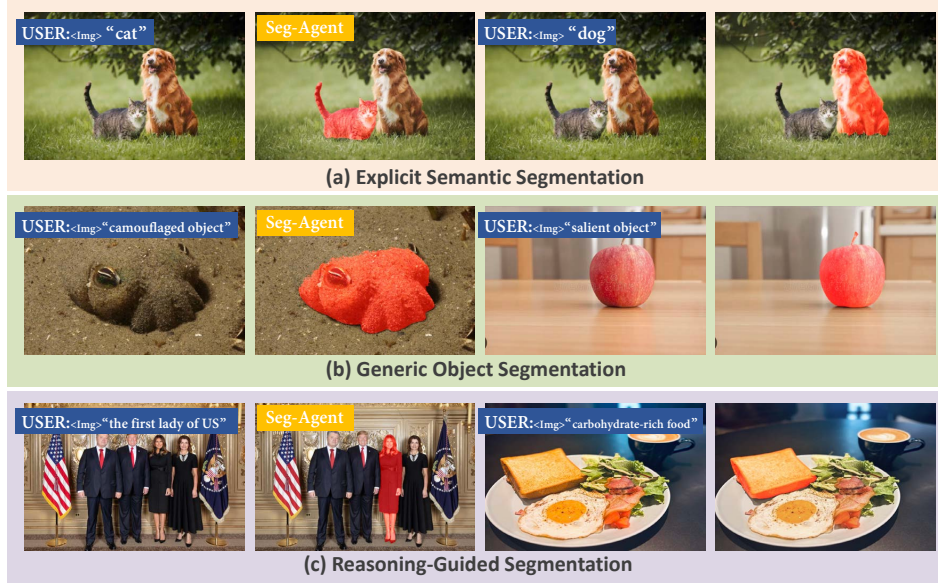 USER:<Img> “cat”
Seg-Agent
USER:<Img> “dog”
(a) Explicit Semantic Segmentation
USER:<Img>“camouflaged object”
Seg-Agent
USER:<Img>“salient object”
(b) Generic Object Segmentation
USER:<Img>“the first lady of US”
Seg-Agent
USER:<Img>“carbohydrate-rich food”
(c) Reasoning-Guided Segmentation